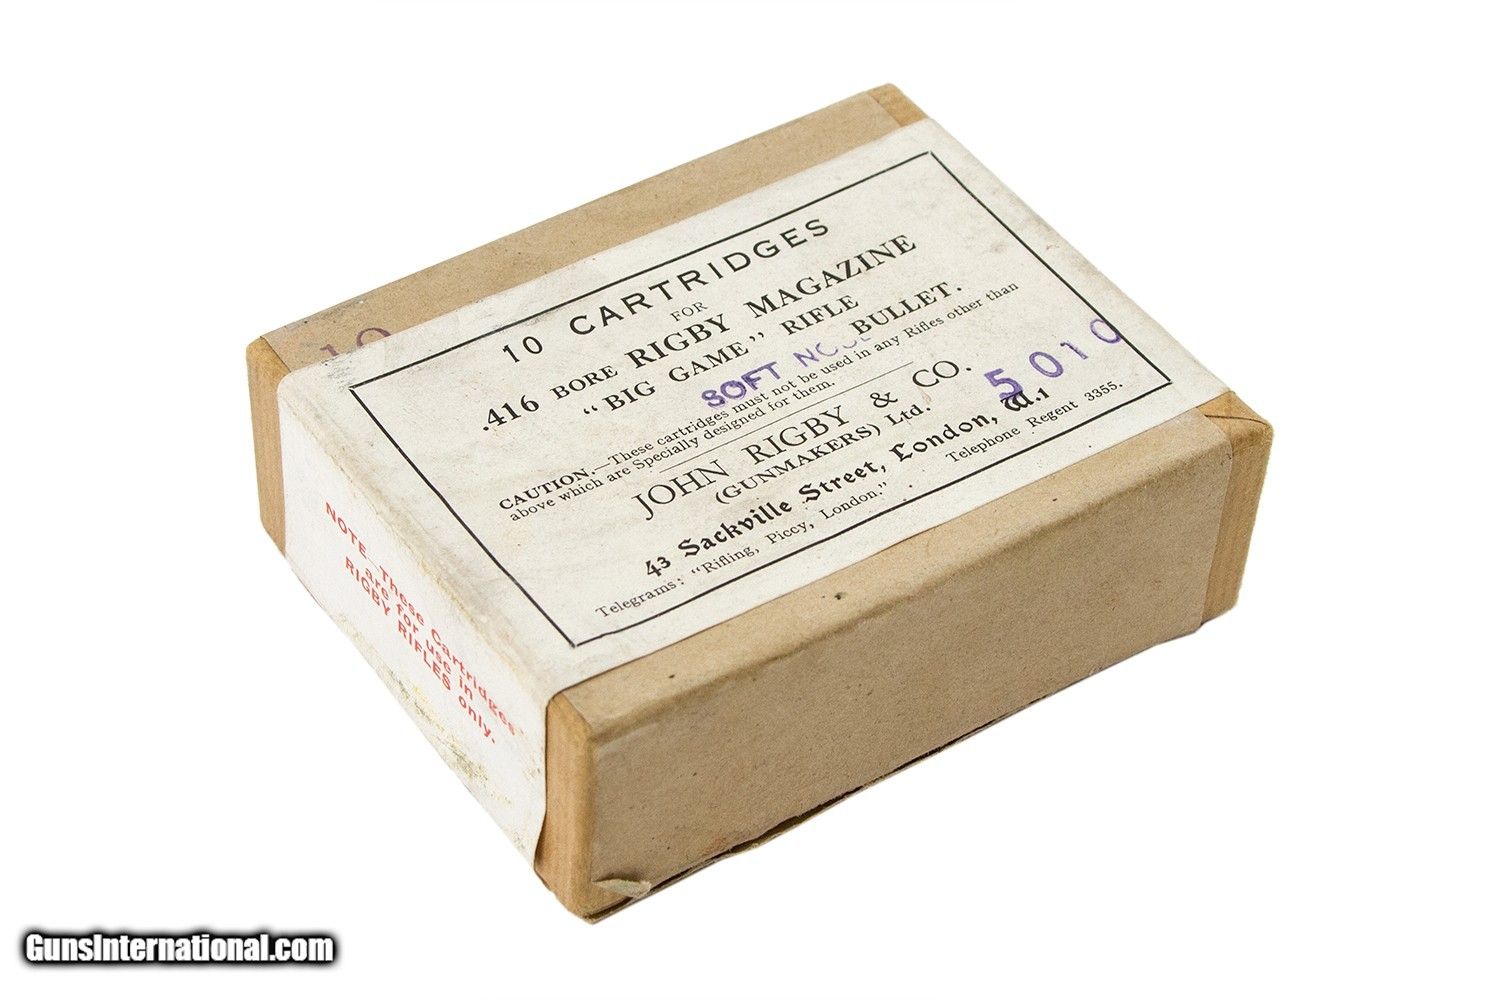 10
10 CARTRIDGES
FOR
.416 BORE RIGBY MAGAZINE
"BIG GAME" RIFLE
SOFT NOSE BULLET.
CAUTION.—These cartridges must not be used in any Rifles other than
above which are Specially designed for them.
JOHN RIGBY & CO.
(GUNMAKERS) Ltd.
5010
43 Sackville Street, London, W.1
Telegrams: "Rifling, Piccy, London."    Telephone Regent 3355.
NOTE—These Cartridges
are for use in
RIGBY RIFLES only.
GunsInternational.com